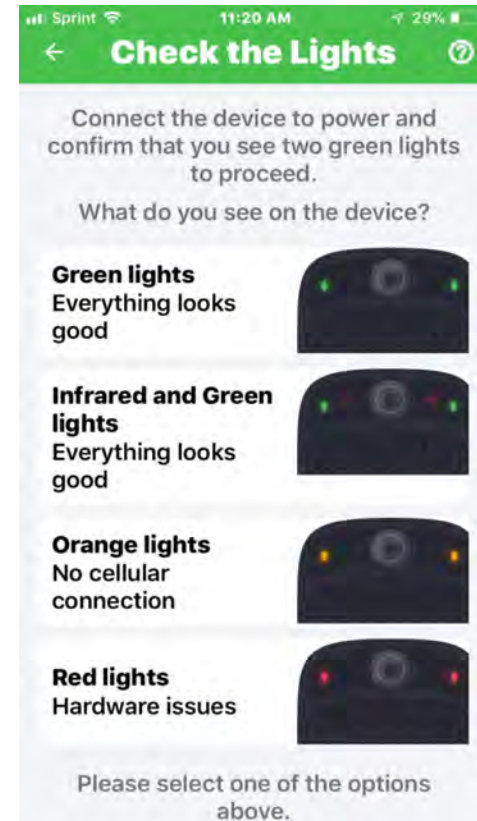 Sprint 11:20 AM 29%
Check the Lights
Connect the device to power and
confirm that you see two green lights
to proceed.
What do you see on the device?
Green lights
Everything looks
good
Infrared and Green
lights
Everything looks
good
Orange lights
No cellular
connection
Red lights
Hardware issues
Please select one of the options
above.